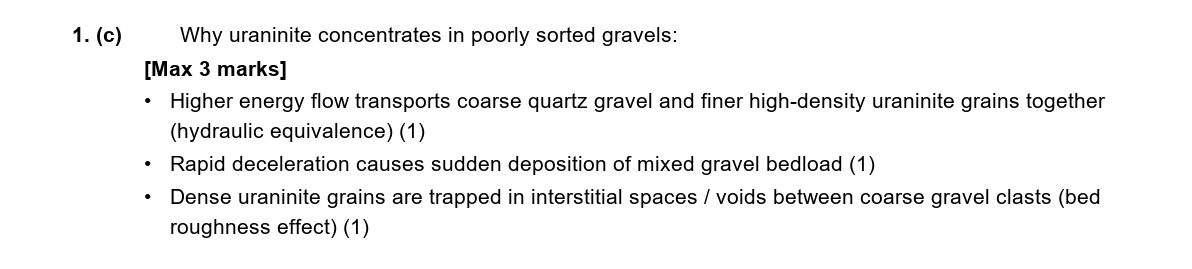 1. (c) Why uraninite concentrates in poorly sorted gravels:
[Max 3 marks]
• Higher energy flow transports coarse quartz gravel and finer high-density uraninite grains together
(hydraulic equivalence) (1)
• Rapid deceleration causes sudden deposition of mixed gravel bedload (1)
• Dense uraninite grains are trapped in interstitial spaces / voids between coarse gravel clasts (bed
roughness effect) (1)